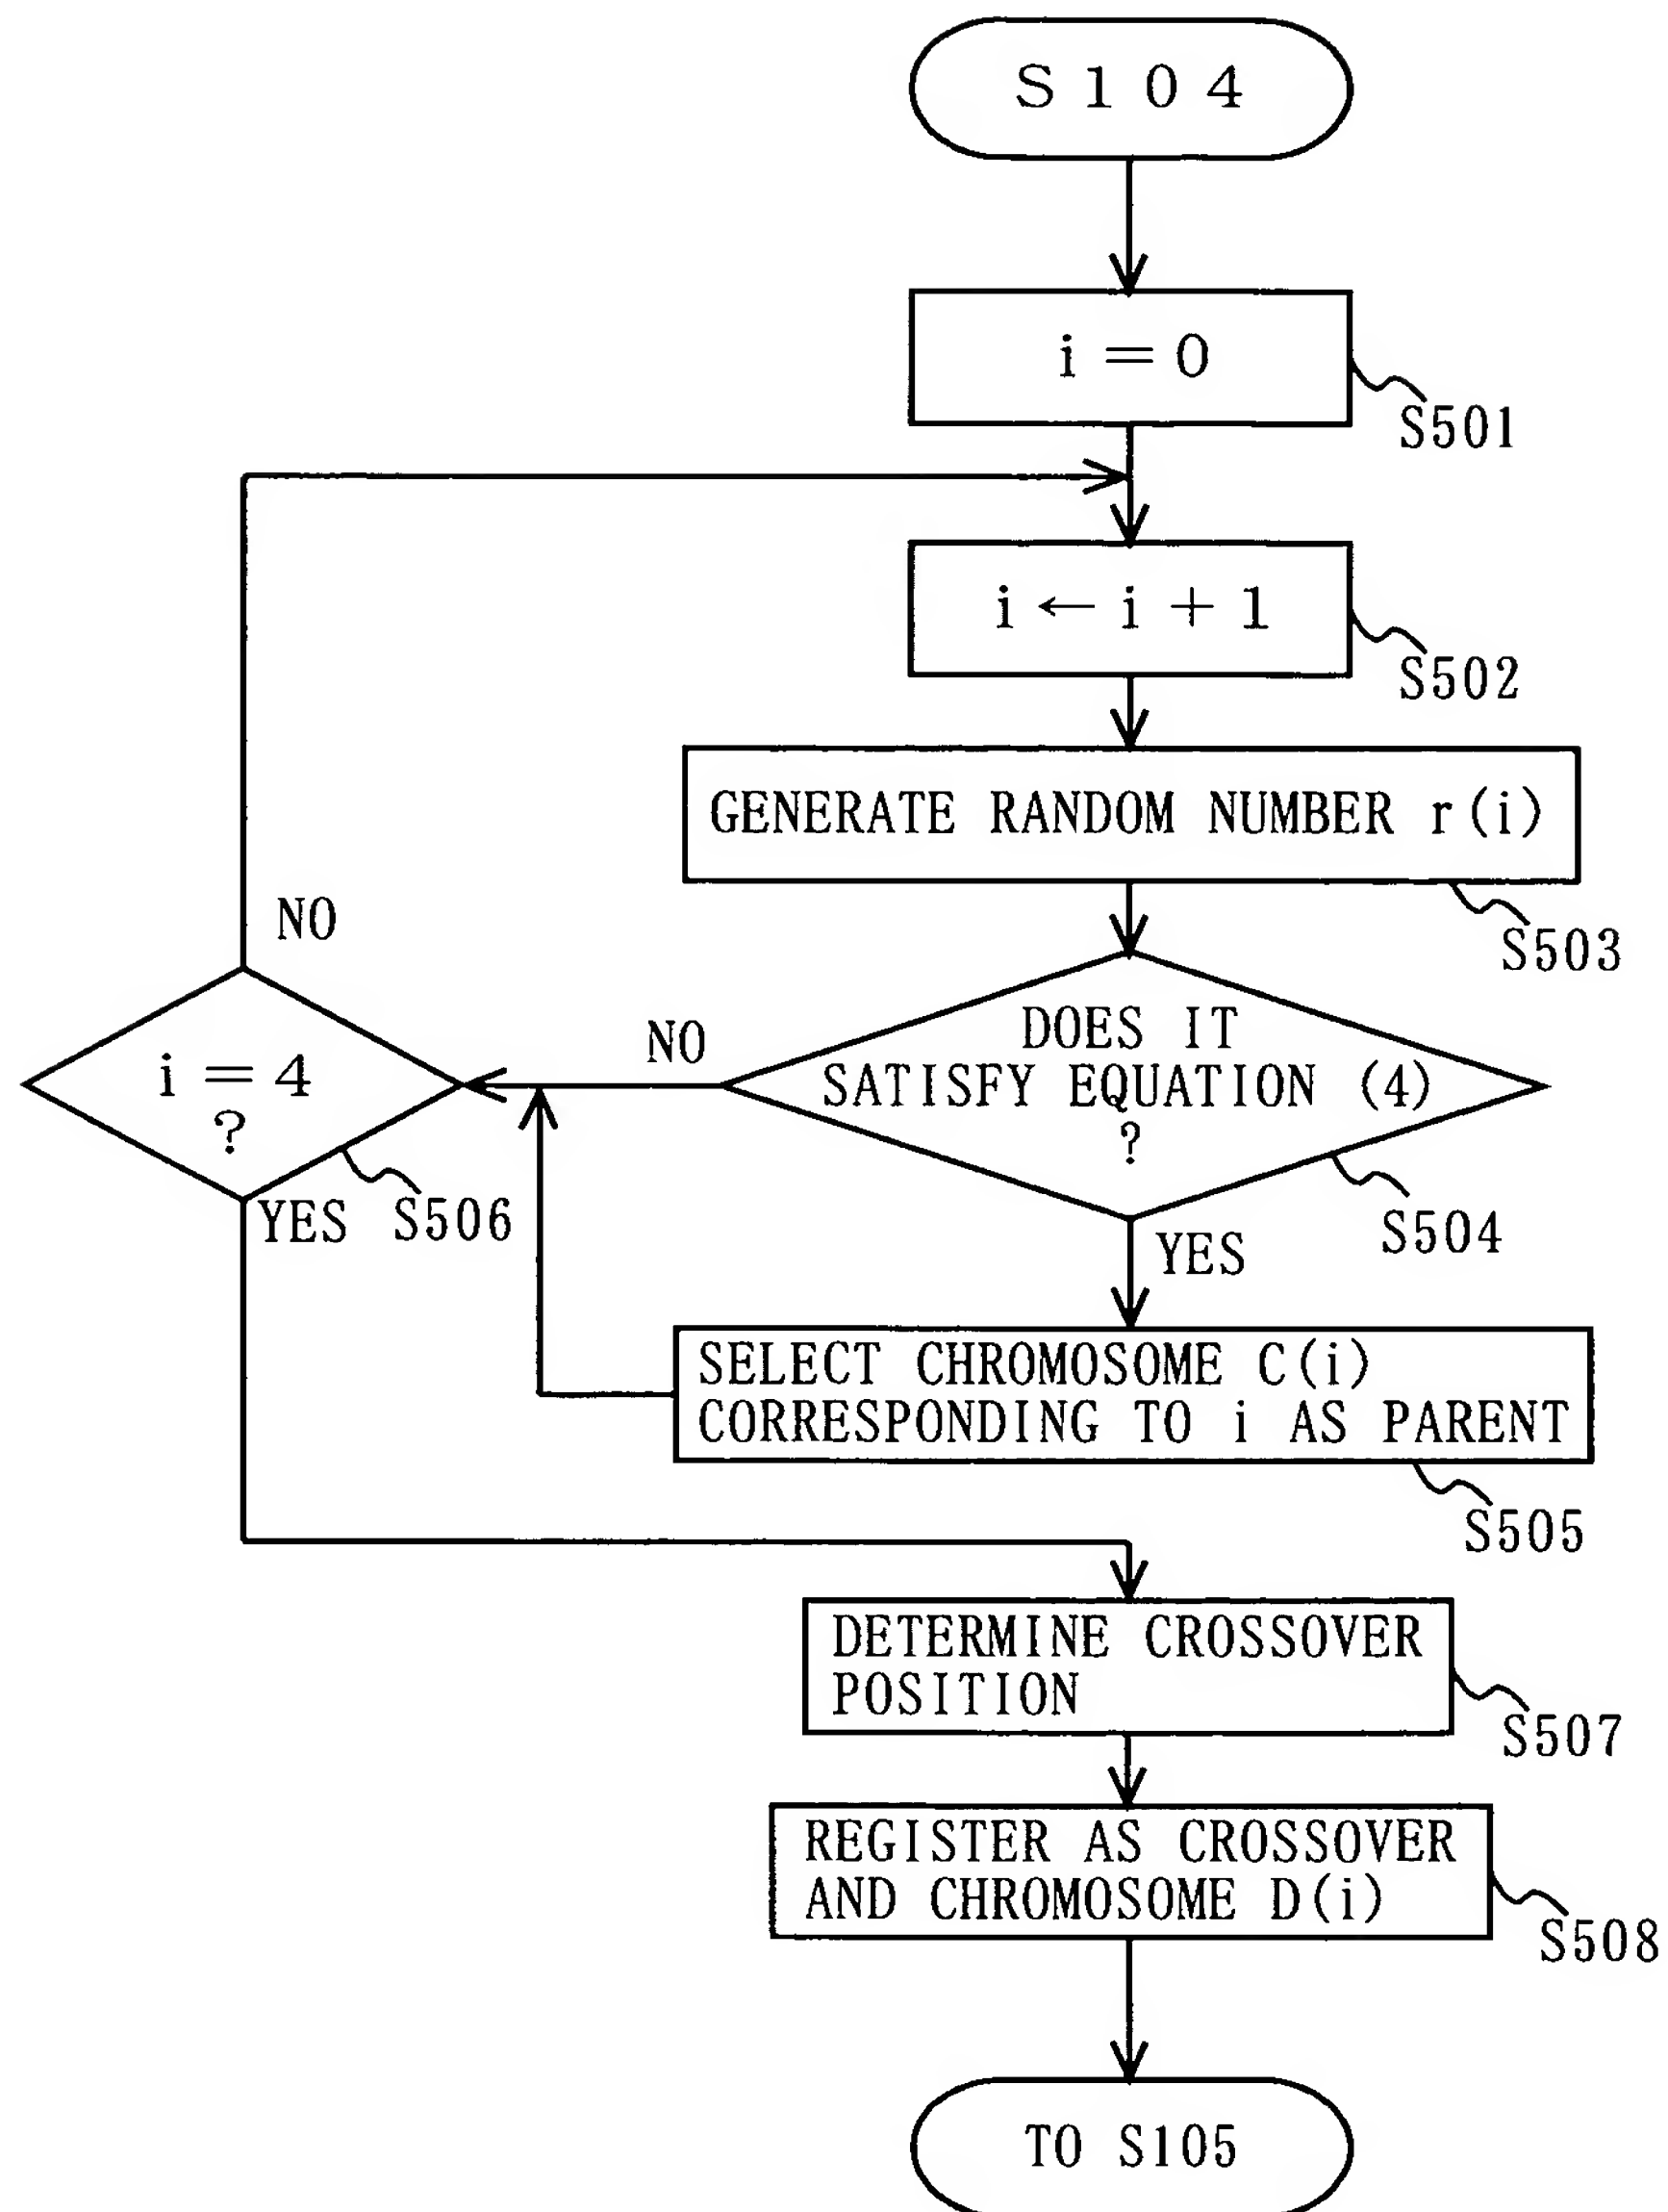 S104
i = 0
S501
i ← i + 1
S502
GENERATE RANDOM NUMBER r(i)
S503
NO
DOES IT
SATISFY EQUATION (4)
?
NO
i = 4
?
YES
S506
S504
YES
SELECT CHROMOSOME C(i)
CORRESPONDING TO i AS PARENT
S505
DETERMINE CROSSOVER
POSITION
S507
REGISTER AS CROSSOVER
AND CHROMOSOME D(i)
S508
TO S105